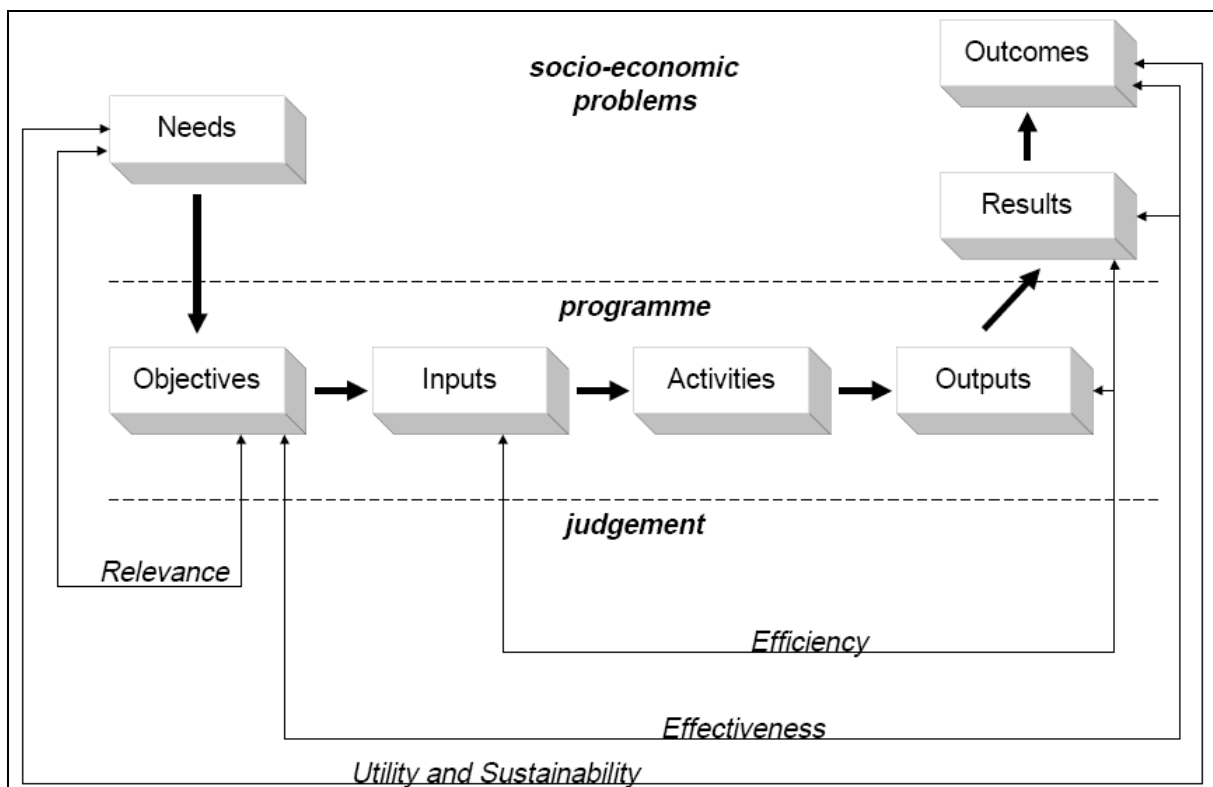 socio-economic
problems
Outcomes
Needs
Results
programme
Objectives
Inputs
Activities
Outputs
judgement
Relevance
Efficiency
Effectiveness
Utility and Sustainability